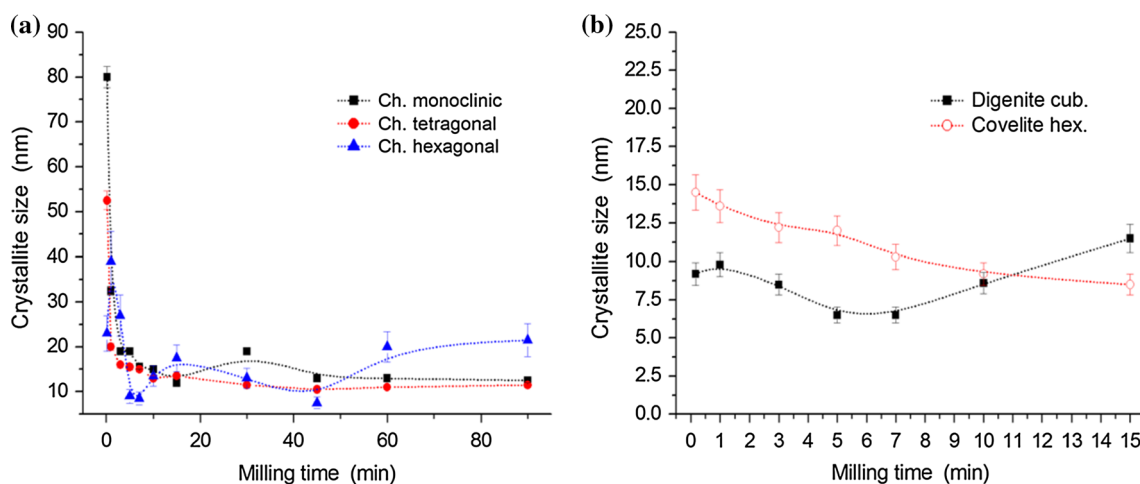 (a)
90
80
70
60
50
40
30
20
10
Crystallite size (nm)
Ch. monoclinic
Ch. tetragonal
Ch. hexagonal
0 20 40 60 80
Milling time (min)
(b)
25.0
22.5
20.0
17.5
15.0
12.5
10.0
7.5
5.0
2.5
0.0
Crystallite size (nm)
Digenite cub.
Covelite hex.
0 1 2 3 4 5 6 7 8 9 10 11 12 13 14 15
Milling time (min)